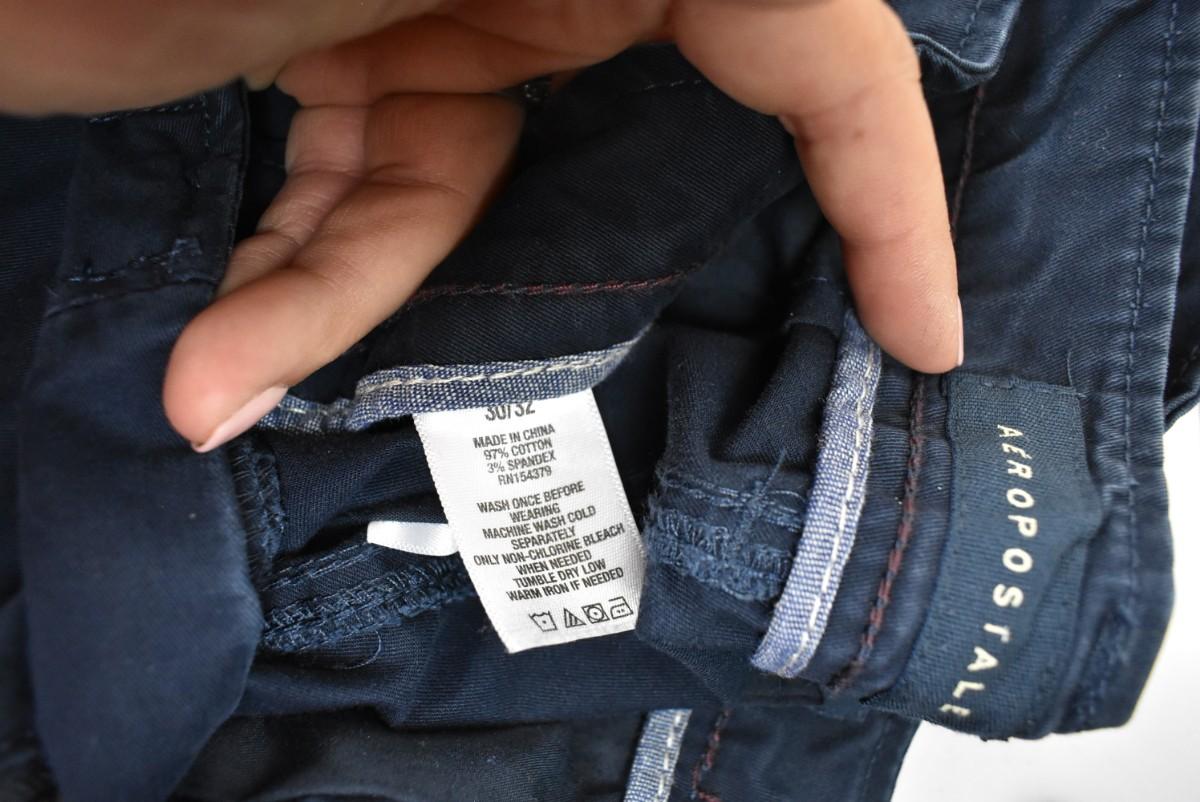 30/32
MADE IN CHINA
97% COTTON
3% SPANDEX
RN154379
WASH ONCE BEFORE
WEARING
MACHINE WASH COLD
SEPARATELY
ONLY NON-CHLORINE BLEACH
WHEN NEEDED
TUMBLE DRY LOW
WARM IRON IF NEEDED
AÉROPOSTALE